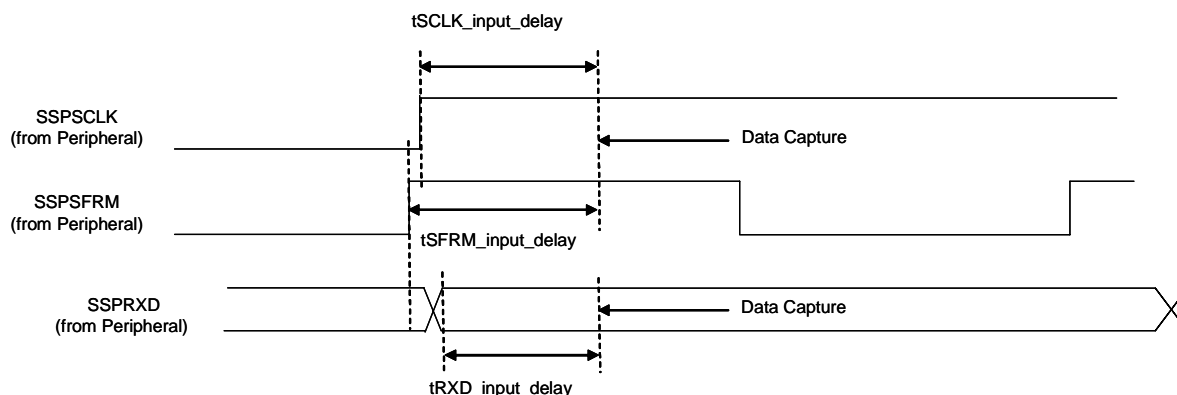 tSCLK_input_delay
SSPSCLK
(from Peripheral)
Data Capture
SSPSFRM
(from Peripheral)
tSFRM_input_delay
SSPRXD
(from Peripheral)
Data Capture
tRXD_input_delay